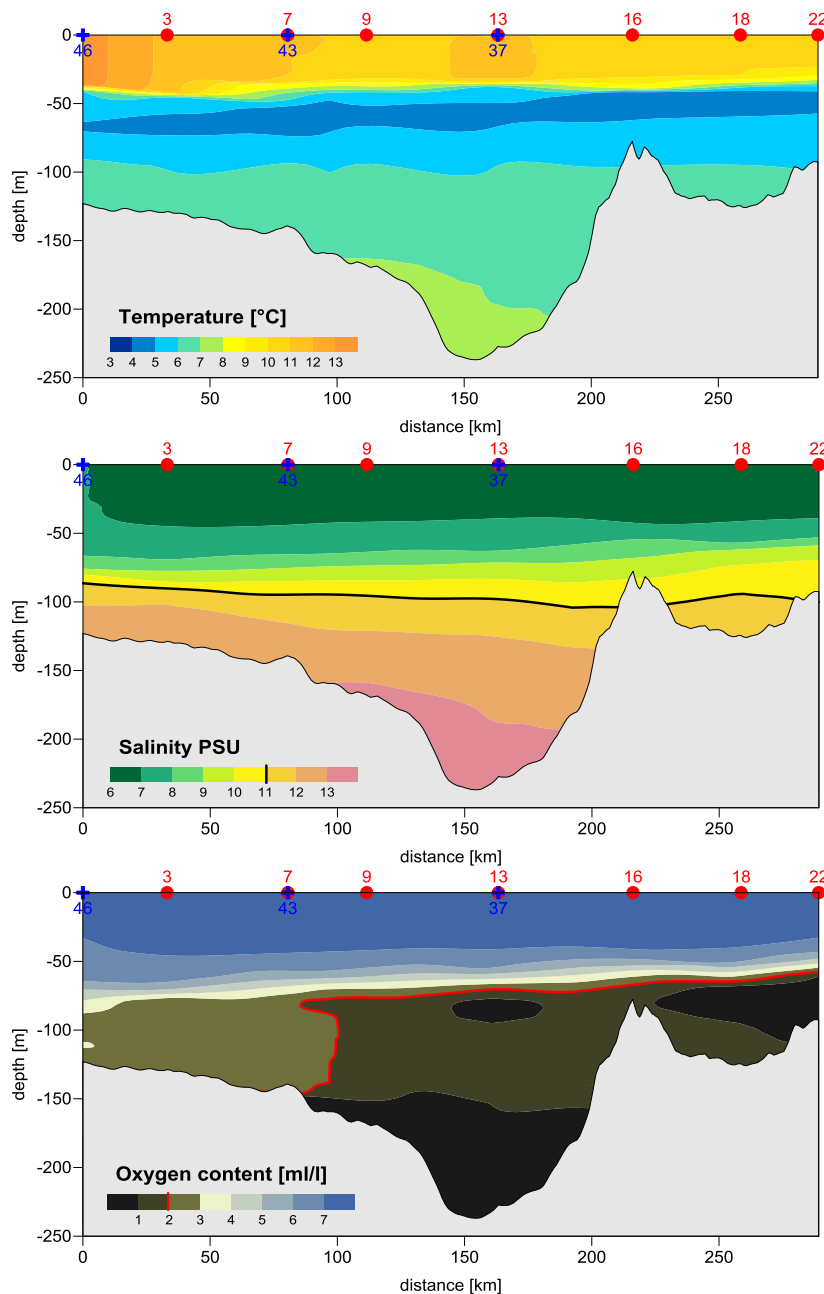 3 7 9 13 16 18 22
0
46 43 37
-50
-100
depth [m]
-150
-200
Temperature [°C]
3 4 5 6 7 8 9 10 11 12 13
-250
0 50 100 150 200 250
distance [km]
3 7 9 13 16 18 22
0
46 43 37
-50
-100
depth [m]
-150
-200
Salinity PSU
6 7 8 9 10 11 12 13
-250
0 50 100 150 200 250
distance [km]
3 7 9 13 16 18 22
0
46 43 37
-50
-100
depth [m]
-150
-200
Oxygen content [ml/l]
1 2 3 4 5 6 7
-250
0 50 100 150 200 250
distance [km]